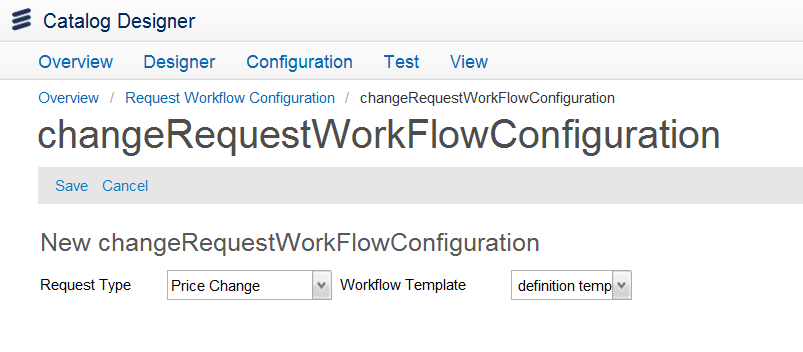 Catalog Designer
Overview Designer Configuration Test View
Overview / Request Workflow Configuration / changeRequestWorkFlowConfiguration
changeRequestWorkFlowConfiguration
Save Cancel
New changeRequestWorkFlowConfiguration
Request Type Price Change Workflow Template definition temp